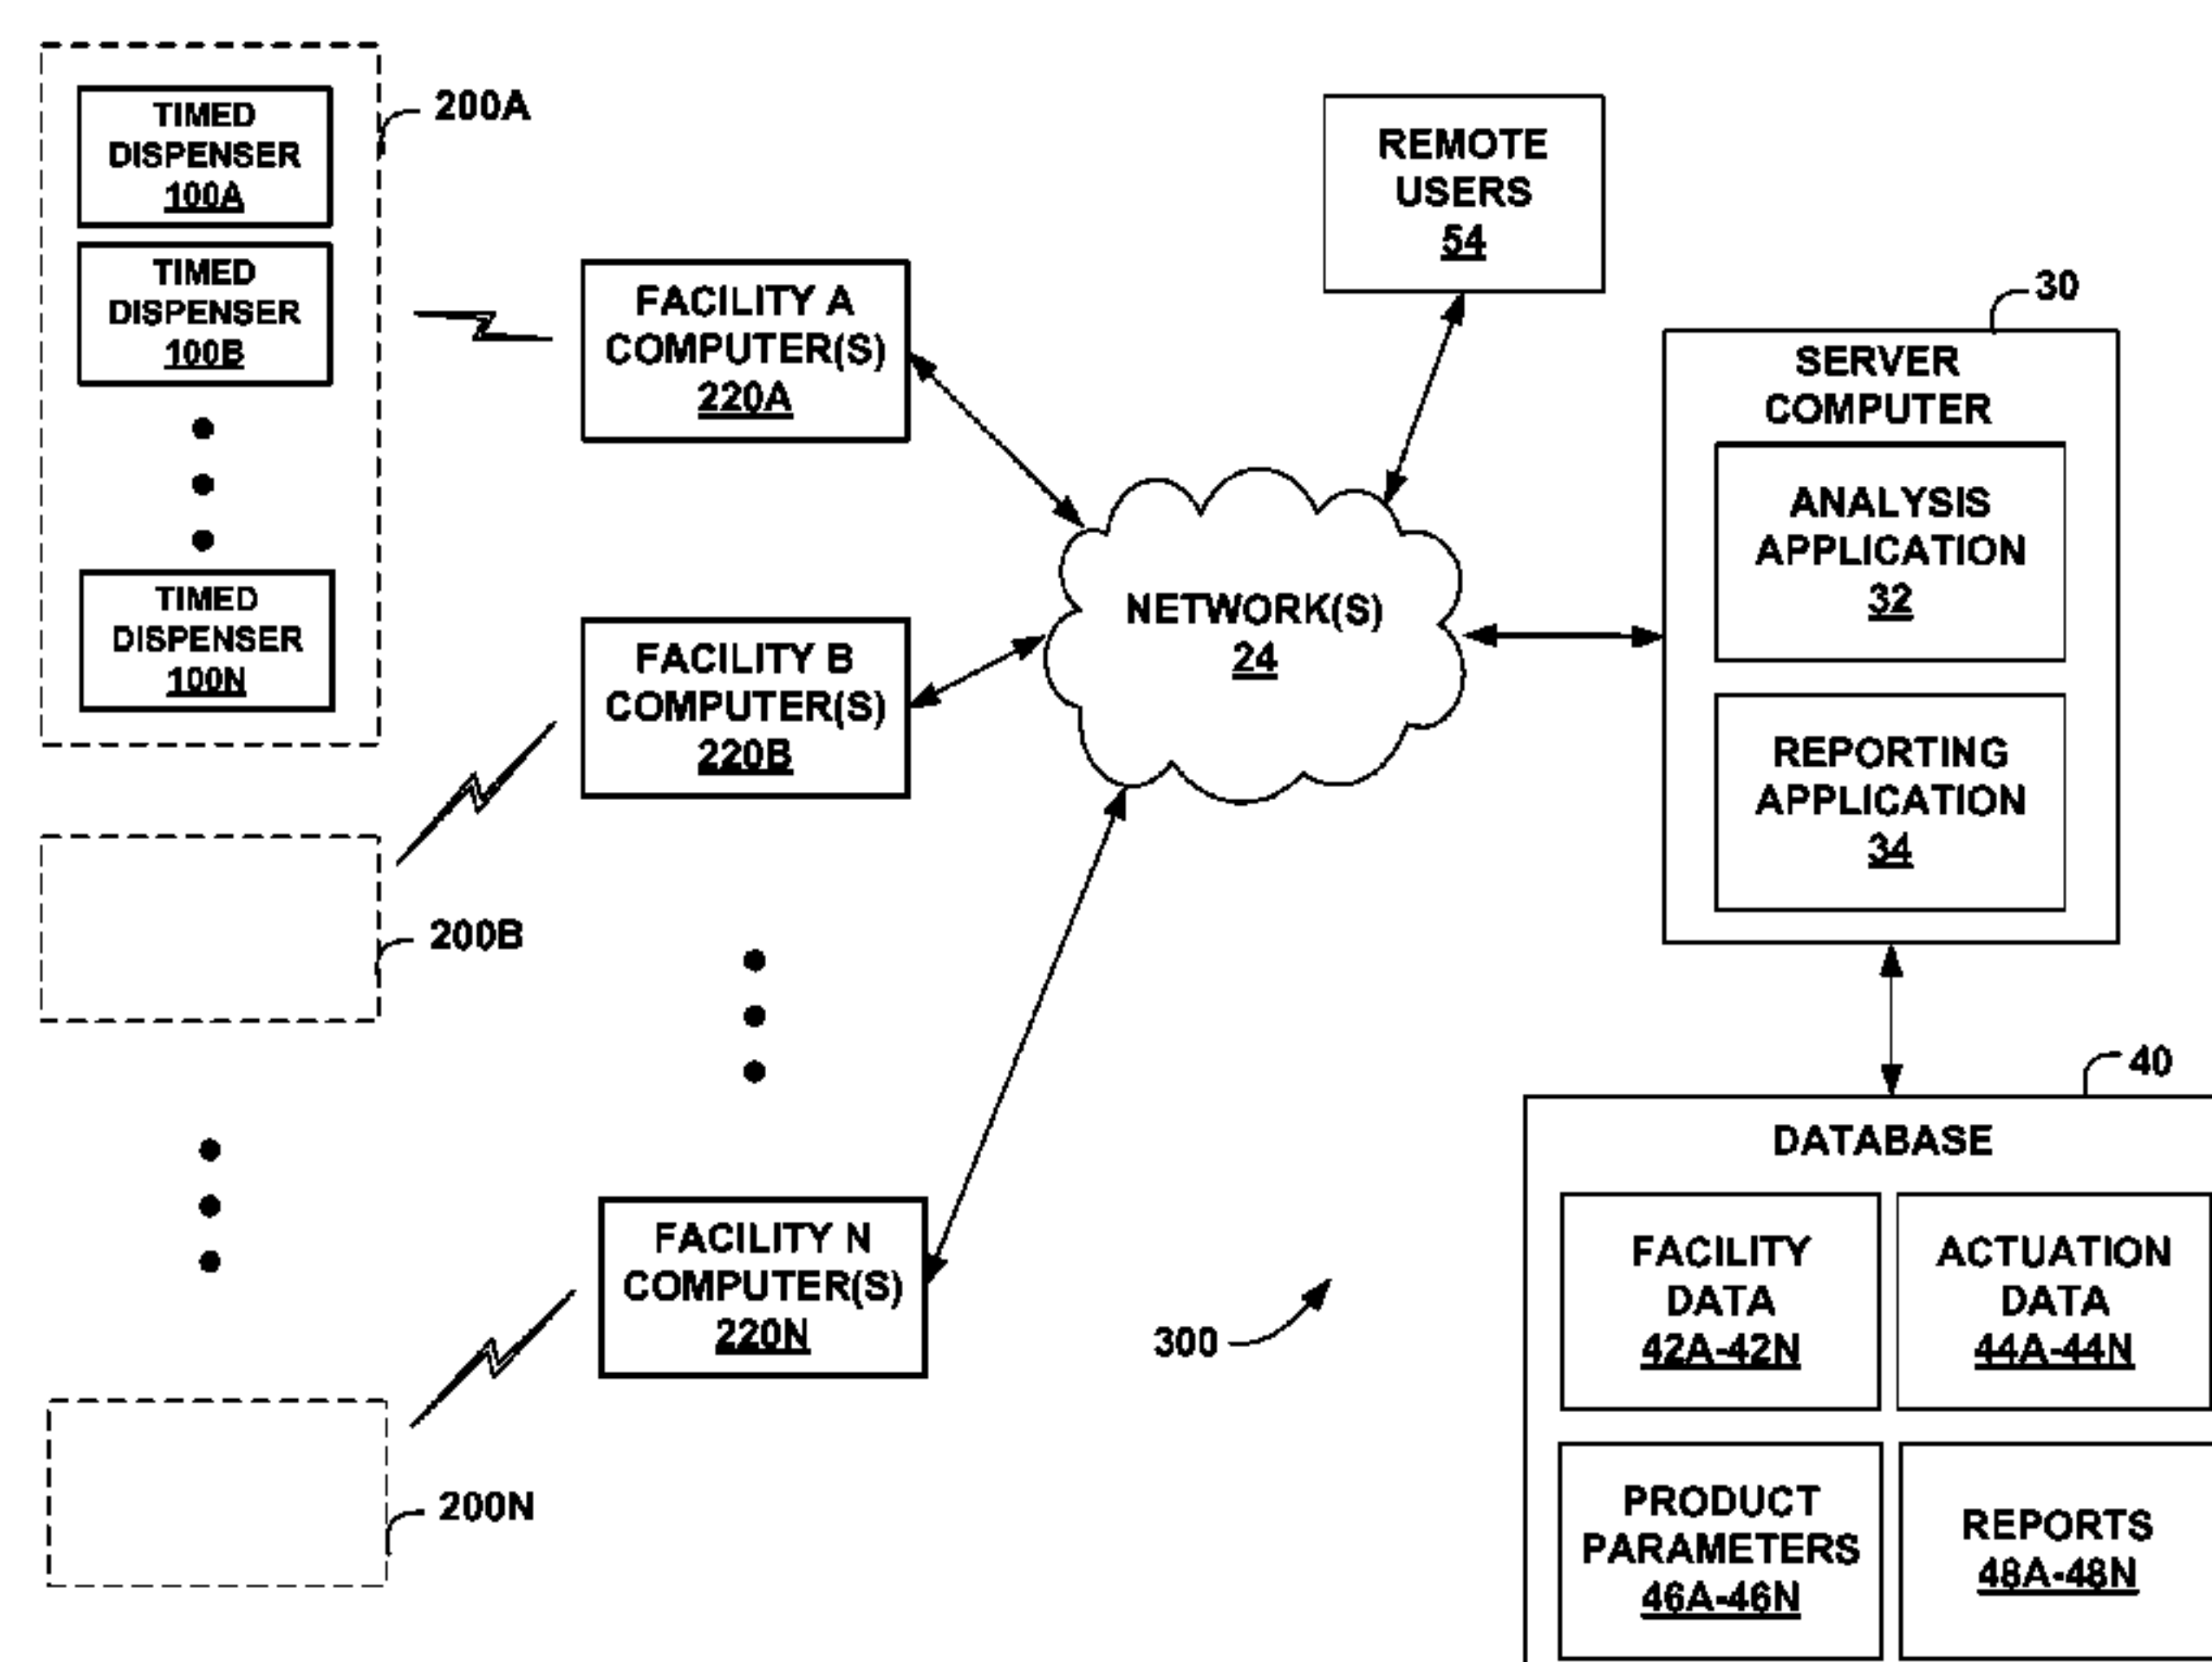 TIMED
DISPENSER
100A
200A
TIMED
DISPENSER
100B
TIMED
DISPENSER
100N
200B
200N
FACILITY A
COMPUTER(S)
220A
FACILITY B
COMPUTER(S)
220B
FACILITY N
COMPUTER(S)
220N
NETWORK(S)
24
REMOTE
USERS
54
30
SERVER
COMPUTER
ANALYSIS
APPLICATION
32
REPORTING
APPLICATION
34
40
DATABASE
FACILITY
DATA
42A-42N
ACTUATION
DATA
44A-44N
PRODUCT
PARAMETERS
46A-46N
REPORTS
48A-48N
300